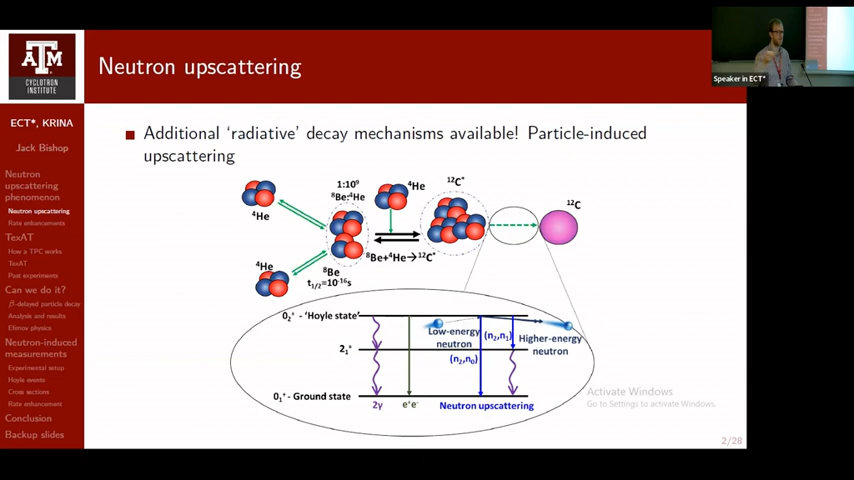 Neutron upscattering
Speaker in ECT*
ATM
CYCLOTRON
INSTITUTE
ECT*, KRINA
Jack Bishop
Neutron
upscattering
phenomenon
Neutron upscattering
Rate enhancements
TexAT
How a TPC works
TexAT
Past experiments
Can we do it?
β-delayed particle decay
Analysis and results
Efimov physics
Neutron-induced
measurements
Experimental setup
Hoyle events
Cross sections
Rate enhancement
Conclusion
Backup slides
Additional ‘radiative’ decay mechanisms available! Particle-induced
upscattering
⁴He
1:10⁹
⁸Be:⁴He
⁴He
¹²C*
¹²C
⁴He
⁸Be
t₁/₂=10⁻¹⁶s
⁸Be+⁴He→¹²C*
0₂⁺ - ‘Hoyle state’
Low-energy
neutron
(n₂,n₁)
Higher-energy
neutron
2₁⁺
(n₂,n₀)
0₁⁺ - Ground state
2γ
e⁺e⁻
Neutron upscattering
Activate Windows
Go to Settings to activate Windows.
2/28